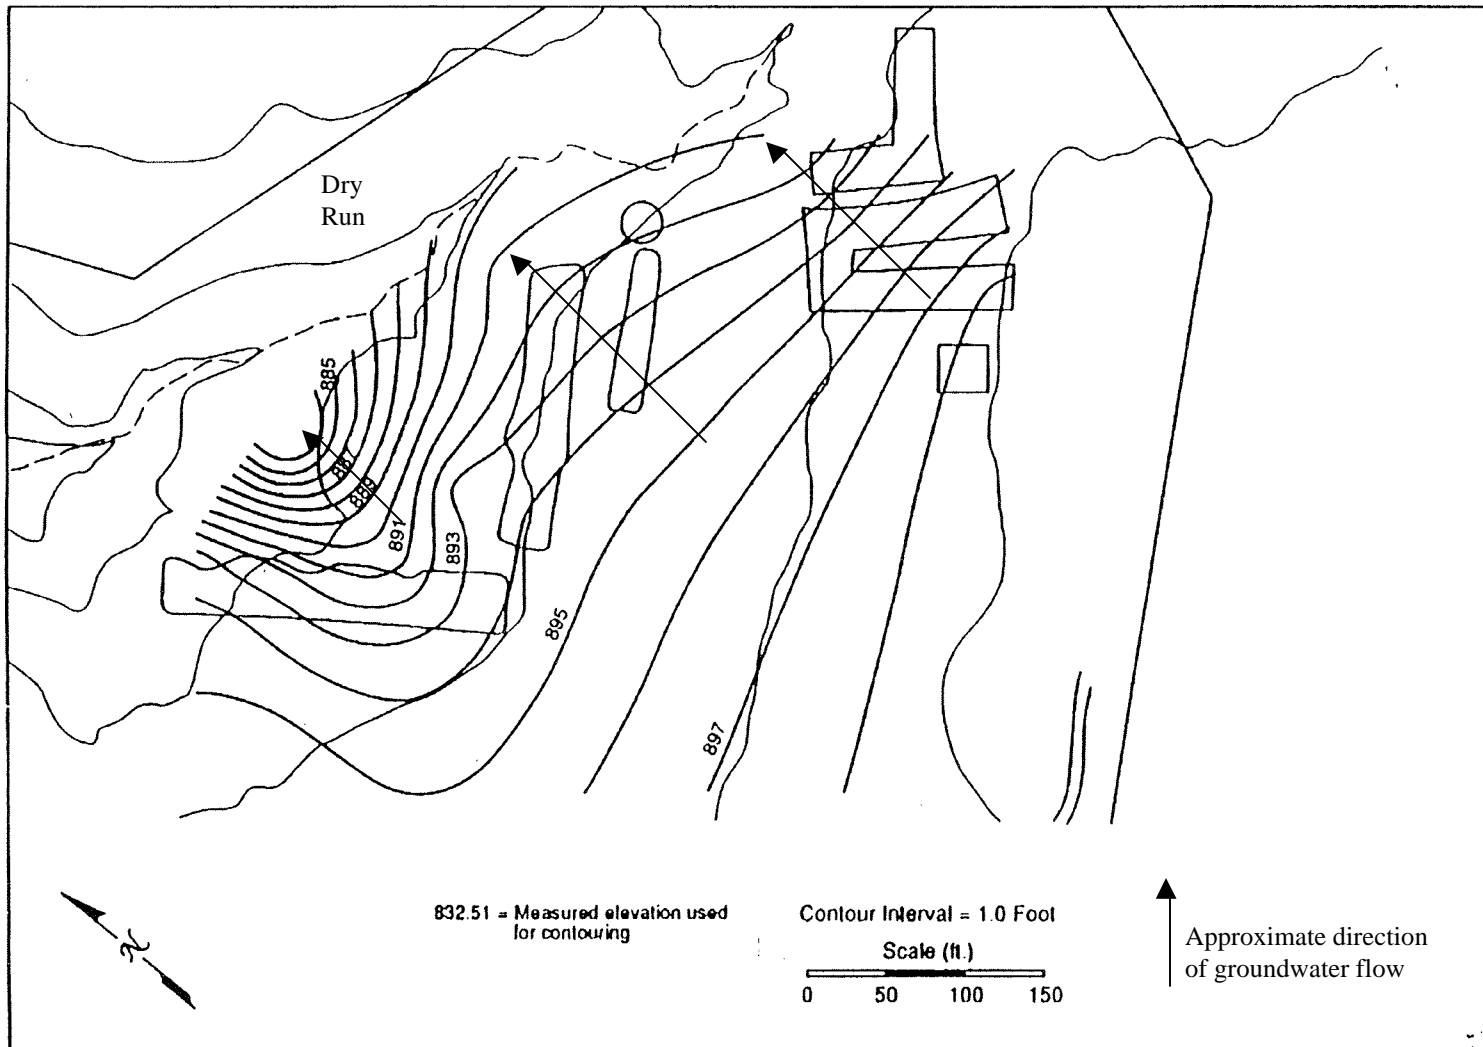 Dry
Run
885
887
889
891
893
895
897
N
832.51 = Measured elevation used
for contouring
Contour Interval = 1.0 Foot
Scale (ft.)
0 50 100 150
Approximate direction
of groundwater flow